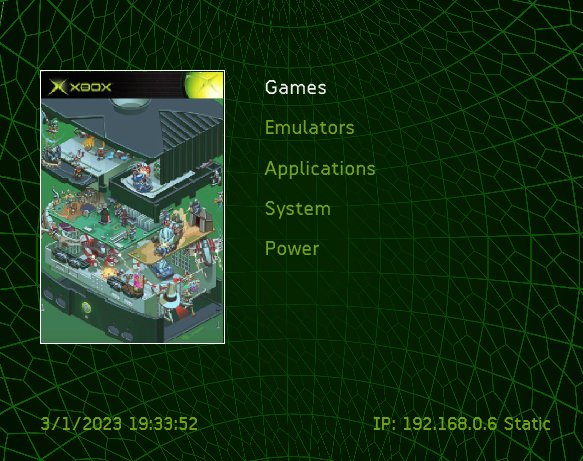 XBOX
Games
Emulators
Applications
System
Power
3/1/2023 19:33:52
IP: 192.168.0.6 Static